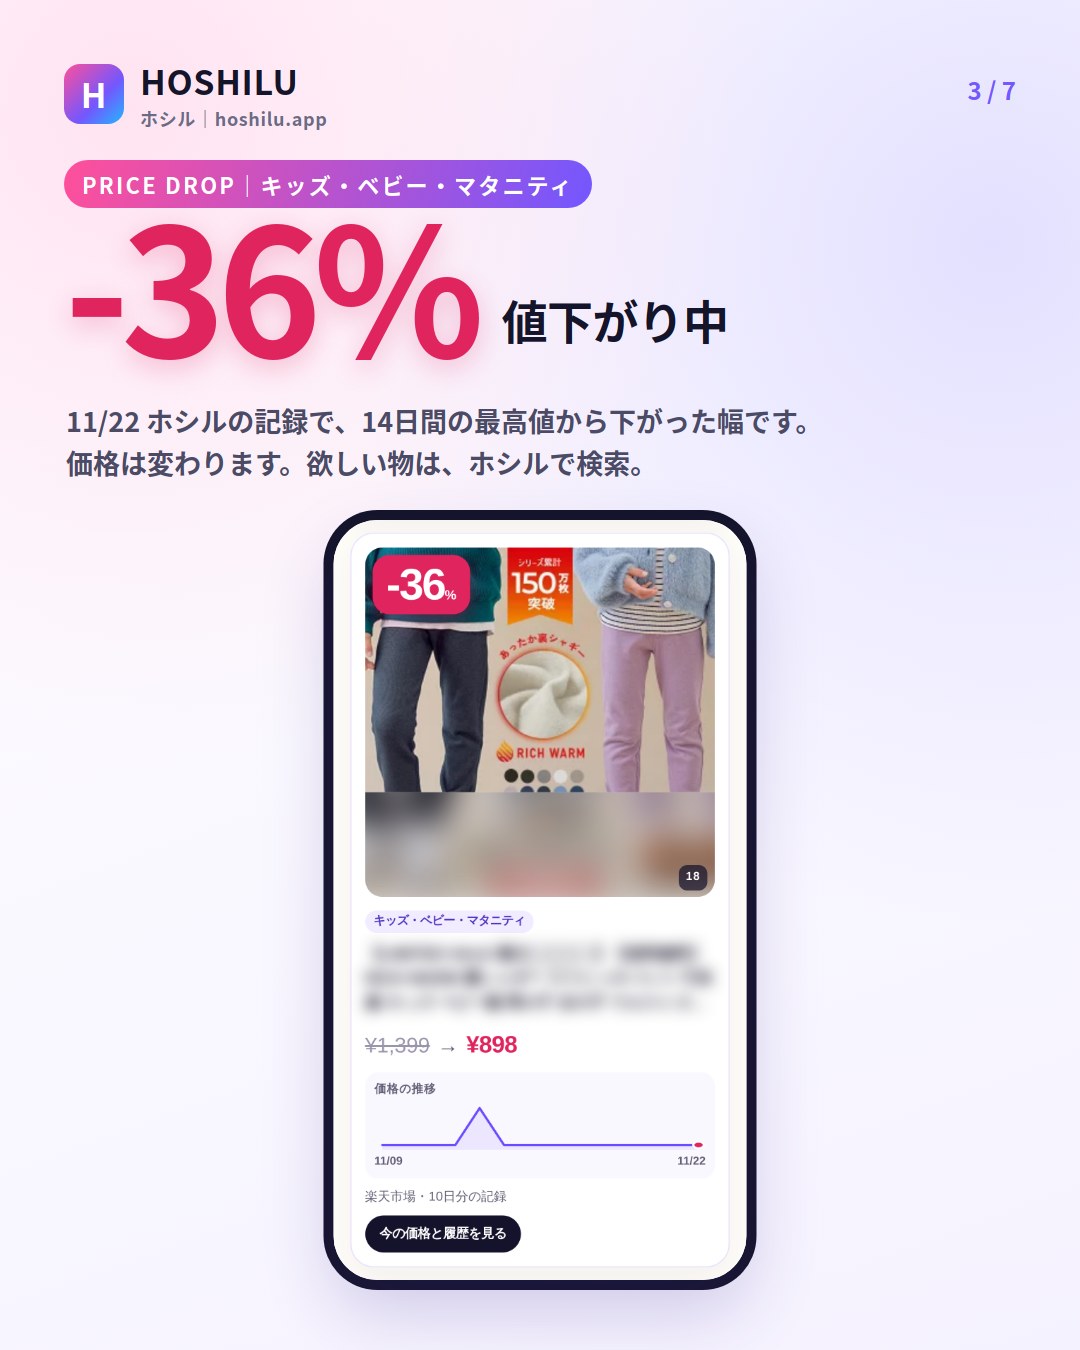 H
HOSHILU
ホシル｜hoshilu.app
3 / 7
PRICE DROP｜キッズ・ベビー・マタニティ
-36%
値下がり中
11/22 ホシルの記録で、14日間の最高値から下がった幅です。
価格は変わります。欲しい物は、ホシルで検索。
-36%
シリーズ累計
150万枚
突破
あったか裏シャギー
RICH WARM
18
キッズ・ベビー・マタニティ
¥1,399 → ¥898
価格の推移
11/09
11/22
楽天市場・10日分の記録
今の価格と履歴を見る